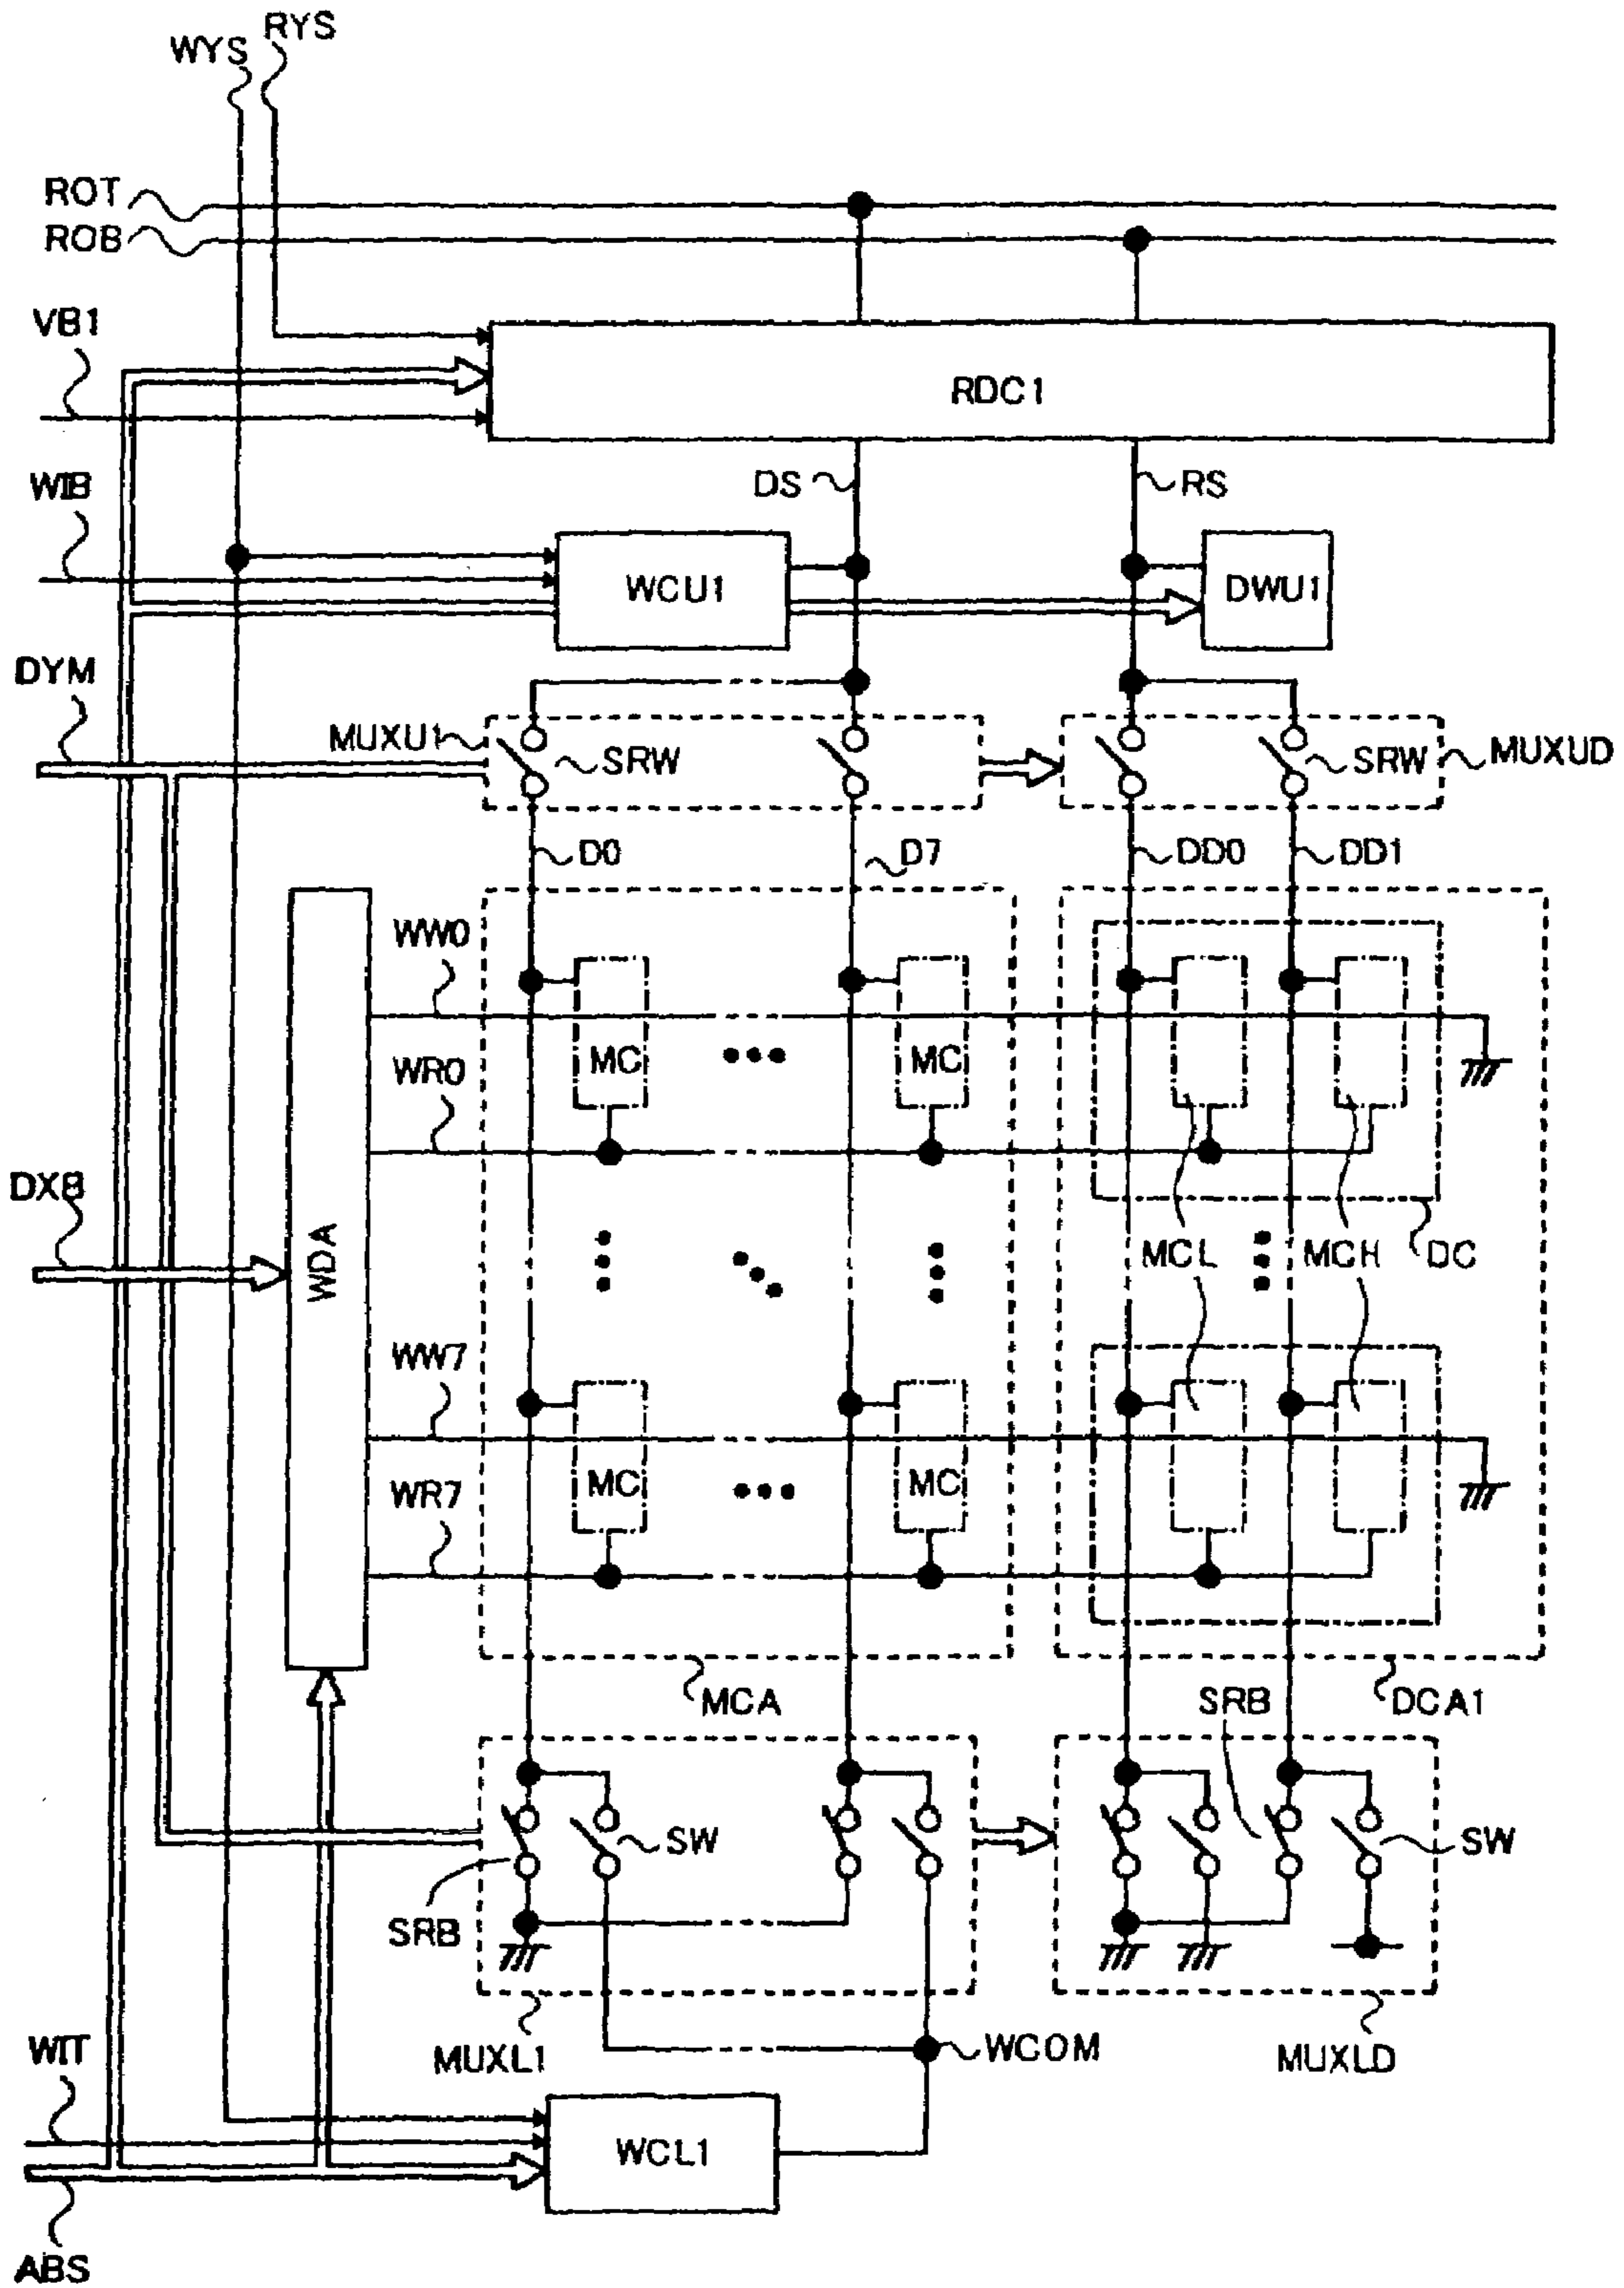 WYS RYS
ROT
ROB
VB1
RDC1
WIB
DS RS
WCU1 DWU1
DYM
MUXU1 SRW SRW MUXUD
D0 D7 DD0 DD1
WW0
MC MC
WR0
DXB
WDA
MCL MCH DC
WW7
MC MC
WR7
MCA DCA1
SRB
SW SW
SRB
WIT
MUXL1 WCOM MUXLD
WCL1
ABS